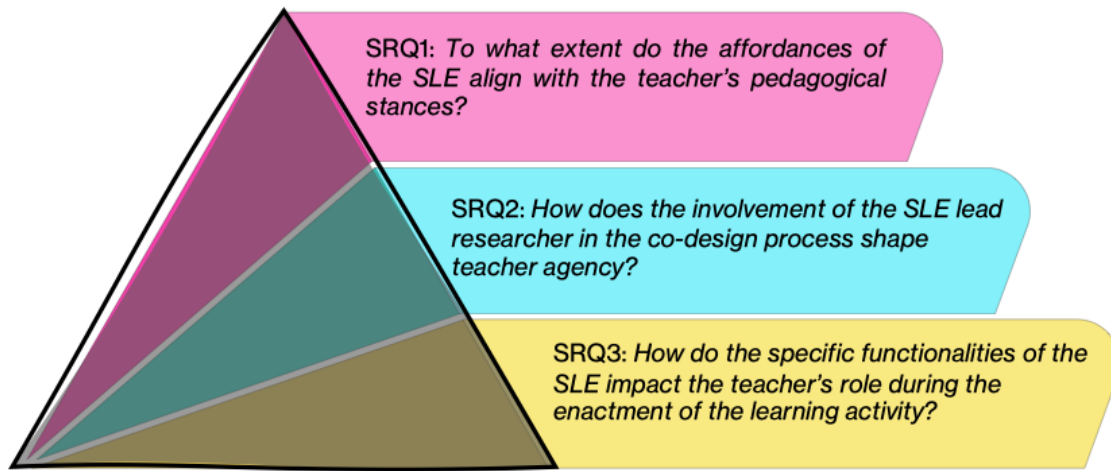 SRQ1: To what extent do the affordances of
the SLE align with the teacher's pedagogical
stances?
SRQ2: How does the involvement of the SLE lead
researcher in the co-design process shape
teacher agency?
SRQ3: How do the specific functionalities of the
SLE impact the teacher's role during the
enactment of the learning activity?